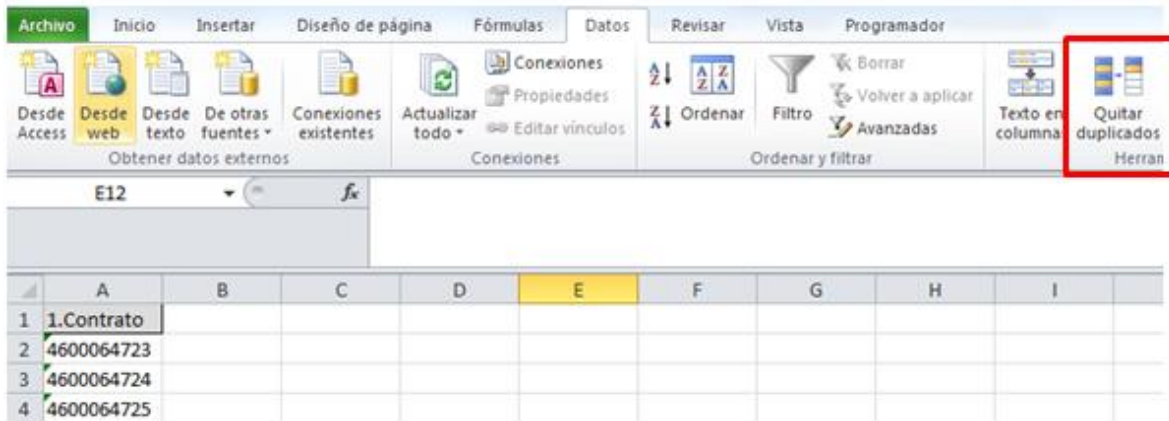 Archivo Inicio Insertar Diseño de página Fórmulas Datos Revisar Vista Programador
Desde Access
Desde web
Desde texto
De otras fuentes
Conexiones existentes
Obtener datos externos
Actualizar todo
Conexiones
Propiedades
Editar vínculos
Conexiones
A Z
Z A
Ordenar
Filtro
Borrar
Volver a aplicar
Avanzadas
Ordenar y filtrar
Texto en columna
Quitar duplicados
Herran
E12 fx
A B C D E F G H I
1 1.Contrato
2 4600064723
3 4600064724
4 4600064725